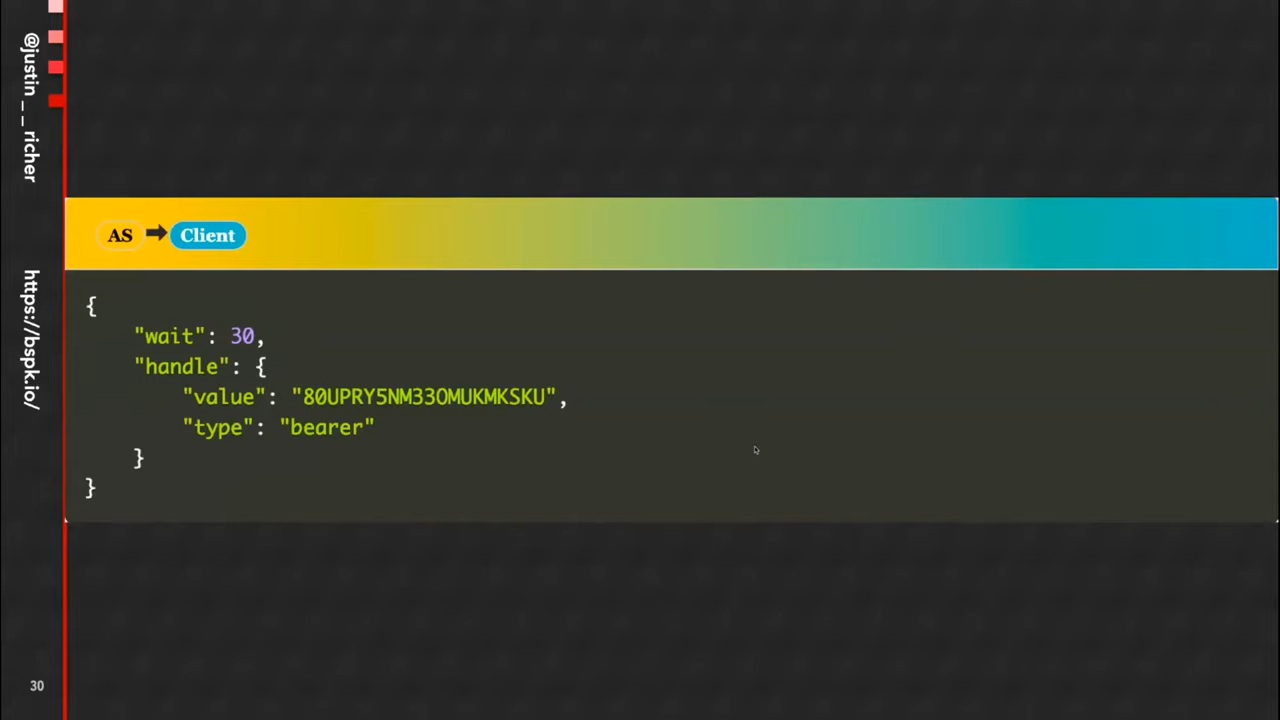 @justin__richer
https://bspk.io/
AS ➡ Client
{
    "wait": 30,
    "handle": {
        "value": "80UPRY5NM33OMUKMKSKU",
        "type": "bearer"
    }
}
30